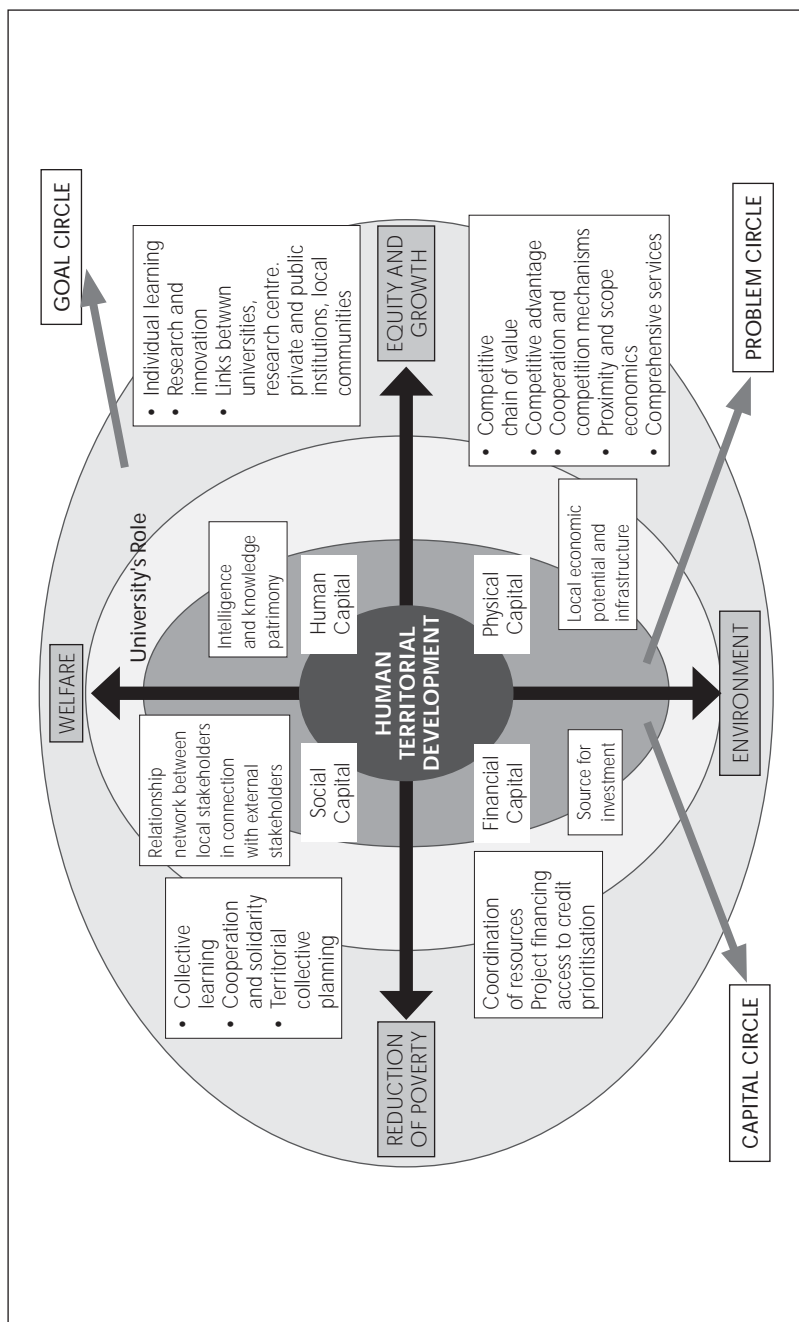 GOAL CIRCLE
WELFARE
University's Role
Relationship
network between
local stakeholders
in connection
with external
stakeholders
Intelligence
and knowledge
patrimony
• Collective
learning
• Cooperation
and solidarity
• Territorial
collective
planning
• Individual learning
• Research and
innovation
• Links betwwn
universities,
research centre.
private and public
institutions, local
communities
Social
Capital
Human
Capital
REDUCTION
OF POVERTY
HUMAN
TERRITORIAL
DEVELOPMENT
EQUITY AND
GROWTH
Financial
Capital
Physical
Capital
Coordination
of resources
Project financing
access to credit
prioritisation
Source for
investment
Local economic
potential and
infrastructure
• Competitive
chain of value
• Competitive advantage
• Cooperation and
competition mechanisms
• Proximity and scope
economics
• Comprehensive services
ENVIRONMENT
CAPITAL CIRCLE
PROBLEM CIRCLE